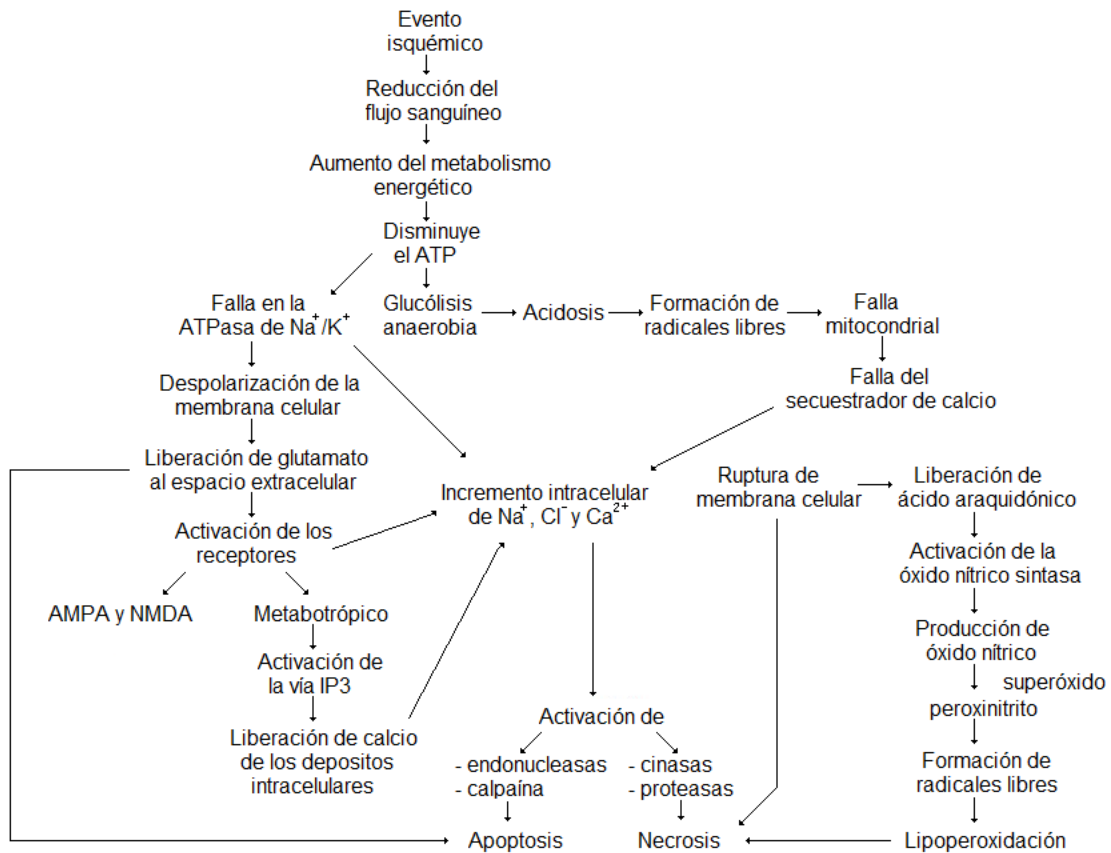 Evento
isquémico
Reducción del
flujo sanguíneo
Aumento del metabolismo
energético
Disminuye
el ATP
Falla en la
ATPasa de Na⁺/K⁺
Glucólisis
anaerobia
Acidosis
Formación de
radicales libres
Falla
mitocondrial
Despolarización de la
membrana celular
Falla del
secuestrador de calcio
Liberación de glutamato
al espacio extracelular
Incremento intracelular
de Na⁺, Cl⁻ y Ca²⁺
Ruptura de
membrana celular
Liberación de
ácido araquidónico
Activación de los
receptores
Activación de la
óxido nítrico sintasa
AMPA y NMDA
Metabotrópico
Producción de
óxido nítrico
Activación de
la vía IP3
superóxido
peroxinitrito
Liberación de calcio
de los depositos
intracelulares
Activación de
- endonucleasas
- calpaína
- cinasas
- proteasas
Formación de
radicales libres
Apoptosis
Necrosis
Lipoperoxidación